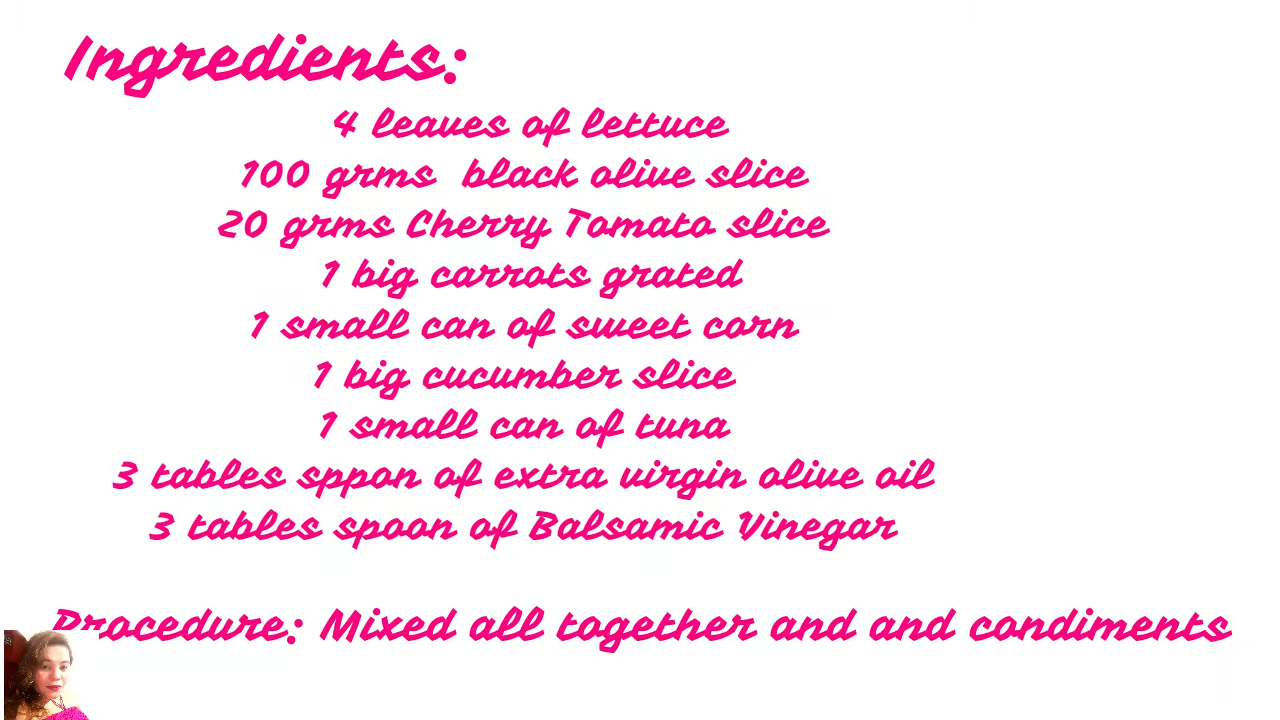 Ingredients:
4 leaves of lettuce
100 grms black olive slice
20 grms Cherry Tomato slice
1 big carrots grated
1 small can of sweet corn
1 big cucumber slice
1 small can of tuna
3 tables sppon of extra virgin olive oil
3 tables spoon of Balsamic Vinegar
Procedure: Mixed all together and and condiments